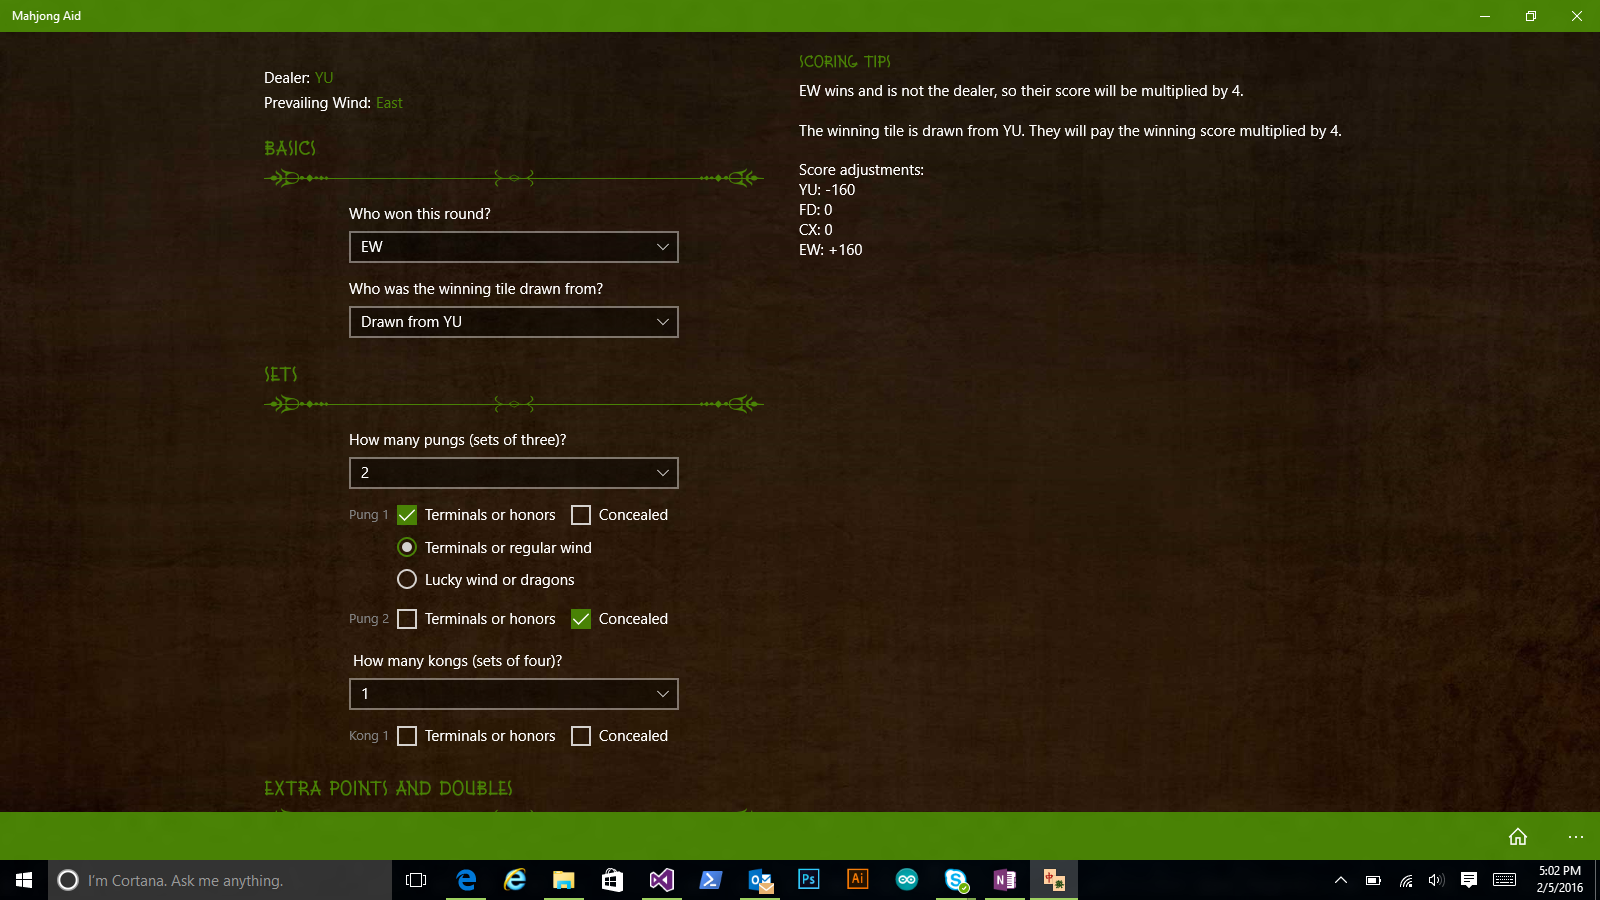 Mahjong Aid
Dealer: YU
Prevailing Wind: East
BASICS
Who won this round?
EW
Who was the winning tile drawn from?
Drawn from YU
SETS
How many pungs (sets of three)?
2
Pung 1 Terminals or honors Concealed
Terminals or regular wind
Lucky wind or dragons
Pung 2 Terminals or honors Concealed
How many kongs (sets of four)?
1
Kong 1 Terminals or honors Concealed
EXTRA POINTS AND DOUBLES
SCORING TIPS
EW wins and is not the dealer, so their score will be multiplied by 4.
The winning tile is drawn from YU. They will pay the winning score multiplied by 4.
Score adjustments:
YU: -160
FD: 0
CX: 0
EW: +160
I'm Cortana. Ask me anything.
Ps
Ai
5:02 PM
2/5/2016